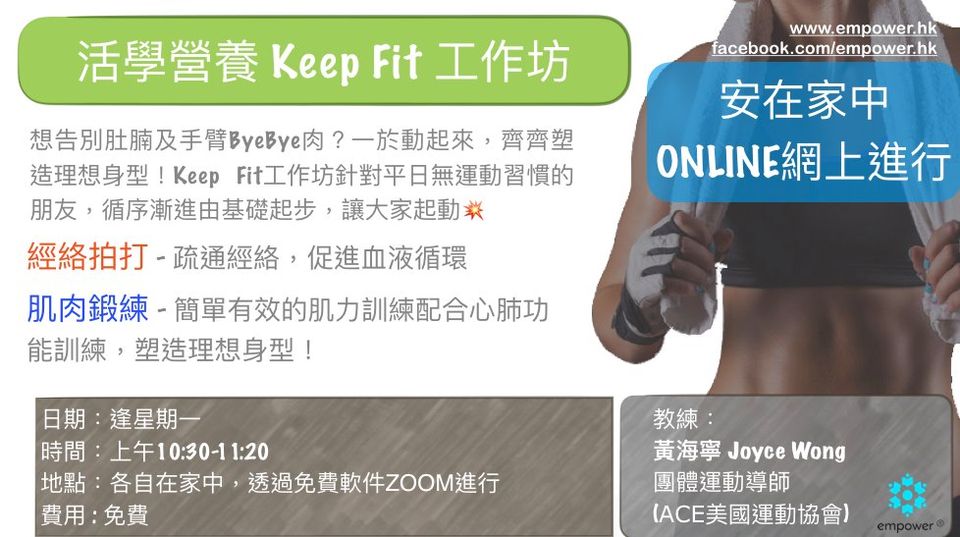 活學營養 Keep Fit 工作坊
www.empower.hk
facebook.com/empower.hk
安在家中
ONLINE網上進行
想告別肚腩及手臂ByeBye肉？一於動起來，齊齊塑
造理想身型！Keep Fit工作坊針對平日無運動習慣的
朋友，循序漸進由基礎起步，讓大家起動💥
經絡拍打 - 疏通經絡，促進血液循環
肌肉鍛練 - 簡單有效的肌力訓練配合心肺功
能訓練，塑造理想身型！
日期：逢星期一
時間：上午10:30-11:20
地點：各自在家中，透過免費軟件ZOOM進行
費用 : 免費
教練：
黃海寧 Joyce Wong
團體運動導師
(ACE美國運動協會)
empower ®